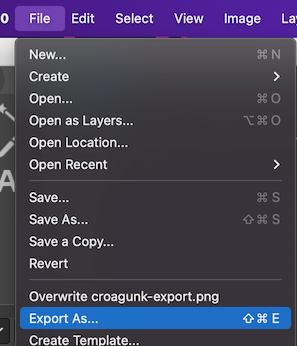 0 File Edit Select View Image La
New... ⌘ N
Create >
Open... ⌘ O
Open as Layers... ⌥ ⌘ O
Open Location...
Open Recent >
Save... ⌘ S
Save As... ⇧ ⌘ S
Save a Copy...
Revert
Overwrite croagunk-export.png
Export As... ⇧ ⌘ E
Create Template...